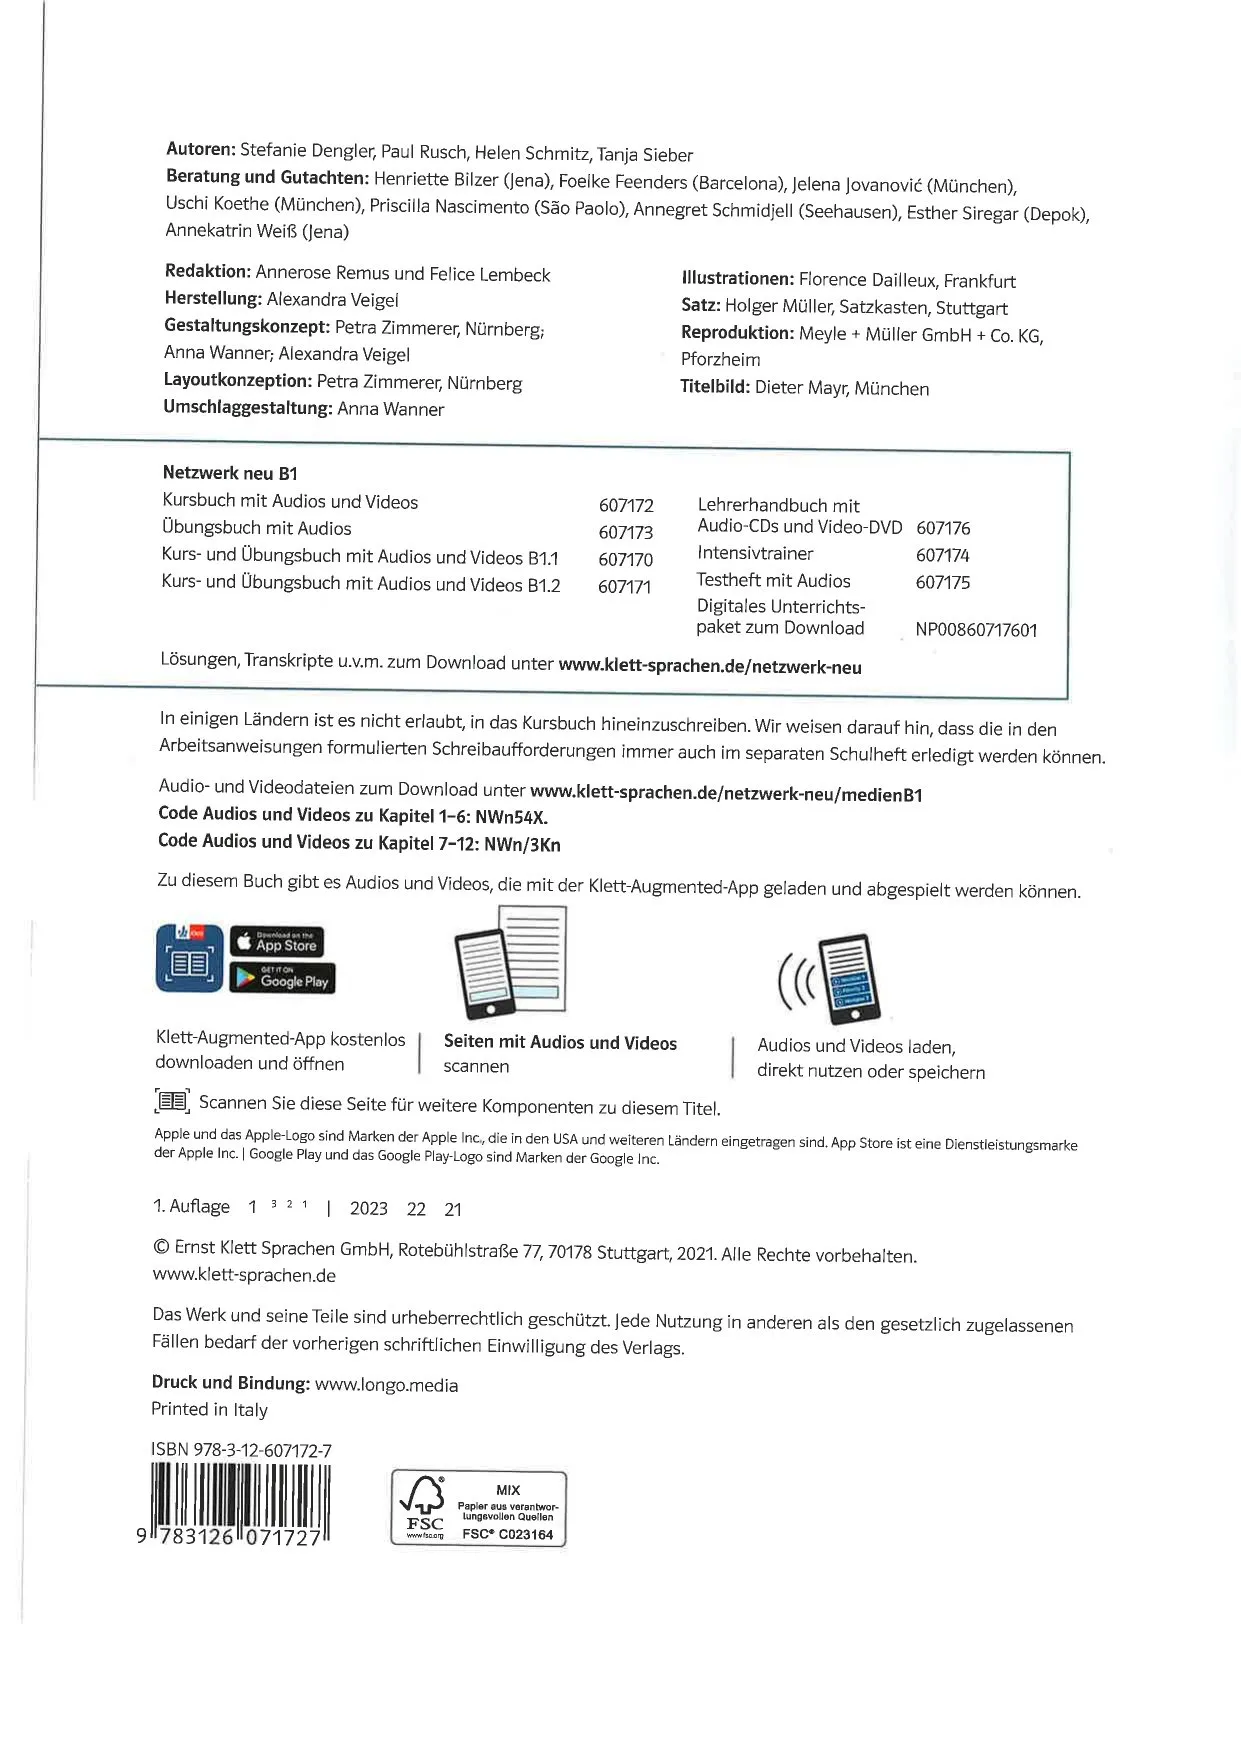 Autoren: Stefanie Dengler, Paul Rusch, Helen Schmitz, Tanja Sieber
Beratung und Gutachten: Henriette Bilzer (Jena), Foelke Feenders (Barcelona), Jelena Jovanović (München),
Uschi Koethe (München), Priscilla Nascimento (São Paolo), Annegret Schmidjell (Seehausen), Esther Siregar (Depok),
Annekatrin Weiß (Jena)
Redaktion: Annerose Remus und Felice Lembeck
Herstellung: Alexandra Veigel
Gestaltungskonzept: Petra Zimmerer, Nürnberg;
Anna Wanner; Alexandra Veigel
Layoutkonzeption: Petra Zimmerer, Nürnberg
Umschlaggestaltung: Anna Wanner
Illustrationen: Florence Dailleux, Frankfurt
Satz: Holger Müller, Satzkasten, Stuttgart
Reproduktion: Meyle + Müller GmbH + Co. KG,
Pforzheim
Titelbild: Dieter Mayr, München
Netzwerk neu B1
Kursbuch mit Audios und Videos 607172
Übungsbuch mit Audios 607173
Kurs- und Übungsbuch mit Audios und Videos B1.1 607170
Kurs- und Übungsbuch mit Audios und Videos B1.2 607171
Lehrerhandbuch mit
Audio-CDs und Video-DVD 607176
Intensivtrainer 607174
Testheft mit Audios 607175
Digitales Unterrichts-
paket zum Download NP00860717601
Lösungen, Transkripte u.v.m. zum Download unter www.klett-sprachen.de/netzwerk-neu
In einigen Ländern ist es nicht erlaubt, in das Kursbuch hineinzuschreiben. Wir weisen darauf hin, dass die in den
Arbeitsanweisungen formulierten Schreibaufforderungen immer auch im separaten Schulheft erledigt werden können.
Audio- und Videodateien zum Download unter www.klett-sprachen.de/netzwerk-neu/medienB1
Code Audios und Videos zu Kapitel 1–6: NWn54X.
Code Audios und Videos zu Kapitel 7–12: NWn/3Kn
Zu diesem Buch gibt es Audios und Videos, die mit der Klett-Augmented-App geladen und abgespielt werden können.
Download on the
App Store
GET IT ON
Google Play
Klett-Augmented-App kostenlos
downloaden und öffnen
Seiten mit Audios und Videos
scannen
Audios und Videos laden,
direkt nutzen oder speichern
Scannen Sie diese Seite für weitere Komponenten zu diesem Titel.
Apple und das Apple-Logo sind Marken der Apple Inc., die in den USA und weiteren Ländern eingetragen sind. App Store ist eine Dienstleistungsmarke
der Apple Inc. | Google Play und das Google Play-Logo sind Marken der Google Inc.
1. Auflage 1 ³ ² ¹ | 2023 22 21
© Ernst Klett Sprachen GmbH, Rotebühlstraße 77, 70178 Stuttgart, 2021. Alle Rechte vorbehalten.
www.klett-sprachen.de
Das Werk und seine Teile sind urheberrechtlich geschützt. Jede Nutzung in anderen als den gesetzlich zugelassenen
Fällen bedarf der vorherigen schriftlichen Einwilligung des Verlags.
Druck und Bindung: www.longo.media
Printed in Italy
ISBN 978-3-12-607172-7
9 783126 071727
FSC
www.fsc.org
MIX
Papier aus verantwor-
tungsvollen Quellen
FSC® C023164